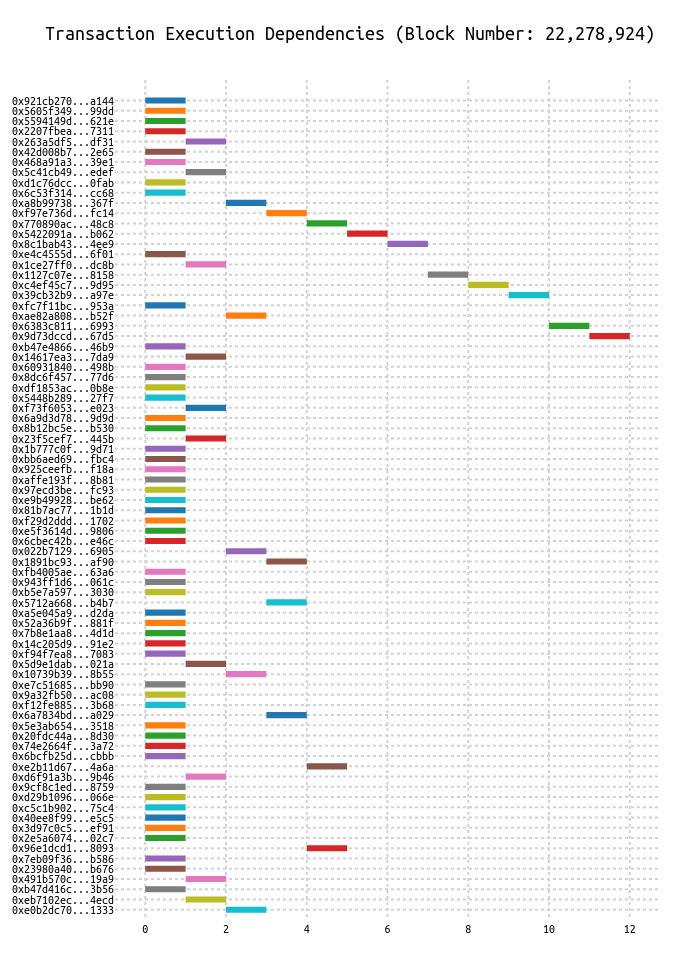 Transaction Execution Dependencies (Block Number: 22,278,924)
0x921cb270...a144
0x5605f349...99dd
0x5594149d...621e
0x2207fbea...7311
0x263a5df5...df31
0x42d008b7...2e65
0x468a91a3...39e1
0x5c41cb49...edef
0xd1c76dcc...0fab
0x6c53f314...cc68
0xa8b99738...367f
0xf97e736d...fc14
0x770890ac...48c8
0x5422091a...b062
0x8c1bab43...4ee9
0xe4c4555d...6f01
0x1ce27ff0...dc8b
0x1127c07e...8158
0xc4ef45c7...9d95
0x39cb32b9...a97e
0xfc7f11bc...953a
0xae82a808...b52f
0x6383c811...6993
0x9d73dccd...67d5
0xb47e4866...46b9
0x14617ea3...7da9
0x60931840...498b
0x8dc6f457...77d6
0xdf1853ac...0b8e
0x5448b289...27f7
0xf73f6053...e023
0x6a9d3d78...9d9d
0x8b12bc5e...b530
0x23f5cef7...445b
0x1b777c0f...9d71
0xbb6aed69...fbc4
0x925ceefb...f18a
0xaffe193f...8b81
0x97ecd3be...fc93
0xe9b49928...be62
0x81b7ac77...1b1d
0xf29d2ddd...1702
0xe5f3614d...9806
0x6cbec42b...e46c
0x022b7129...6905
0x1891bc93...af90
0xfb4005ae...63a6
0x943ff1d6...061c
0xb5e7a597...3030
0x5712a668...b4b7
0xa5e045a9...d2da
0x52a36b9f...881f
0x7b8e1aa8...4d1d
0x14c205d9...91e2
0xf94f7ea8...7083
0x5d9e1dab...021a
0x10739b39...8b55
0xe7c51685...bb90
0x9a32fb50...ac08
0xf12fe885...3b68
0x6a7834bd...a029
0x5e3ab654...3518
0x20fdc44a...8d30
0x74e2664f...3a72
0x6bcfb25d...cbbb
0xe2b11d67...4a6a
0xd6f91a3b...9b46
0x9cf8c1ed...8759
0xd29b1096...066e
0xc5c1b902...75c4
0x40ee8f99...e5c5
0x3d97c0c5...ef91
0x2e5a6074...02c7
0x96e1dcd1...8093
0x7eb09f36...b586
0x23980a40...b676
0x491b570c...19a9
0xb47d416c...3b56
0xeb7102ec...4ecd
0xe0b2dc70...1333
0 2 4 6 8 10 12